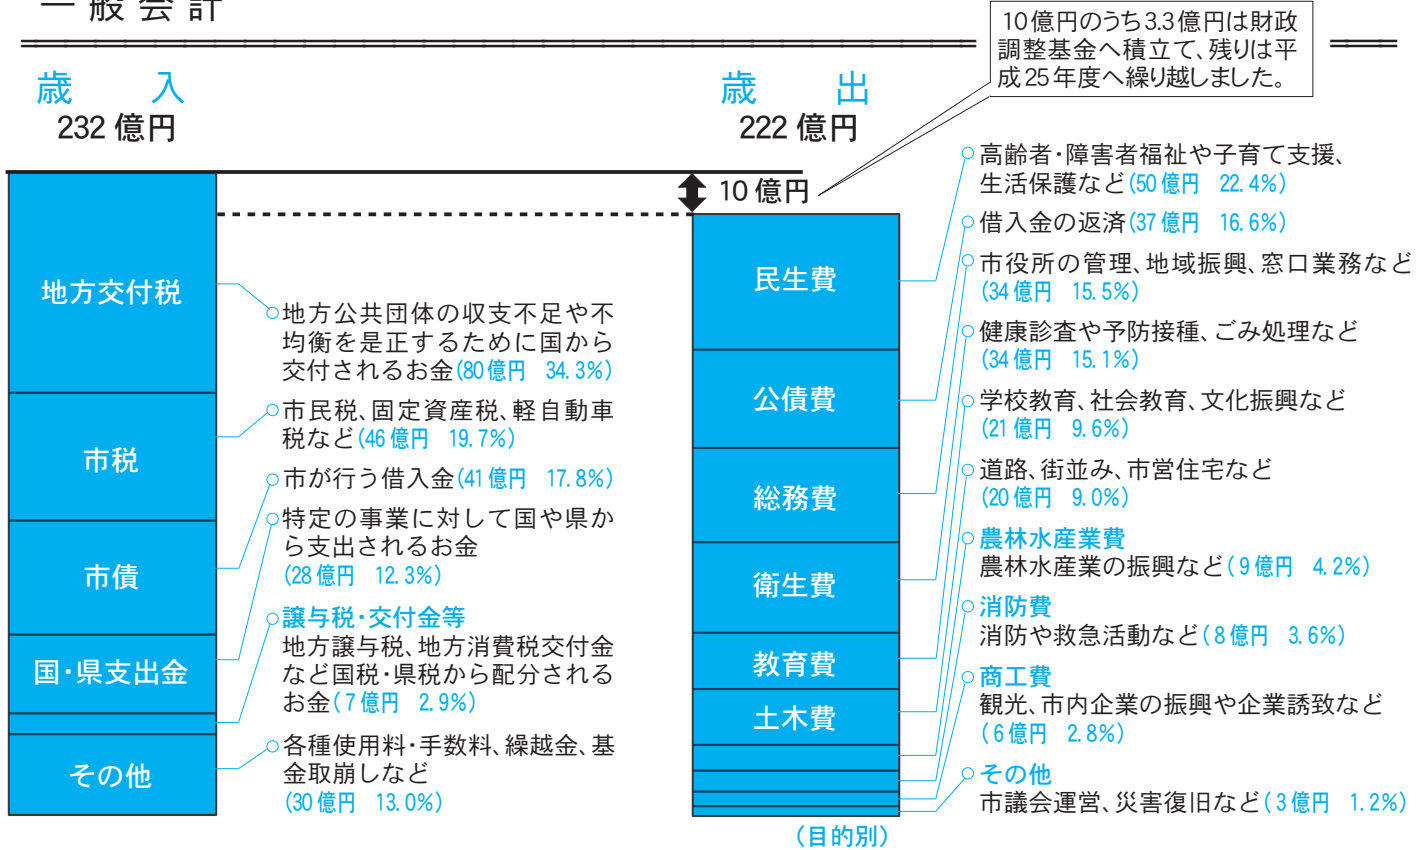 一般会計
10億円のうち3.3億円は財政
調整基金へ積立て、残りは平
成25年度へ繰り越しました。
歳入
232 億円
地方交付税
市税
市債
国・県支出金
その他
地方公共団体の収支不足や不
均衡を是正するために国から
交付されるお金(80億円 34.3%)
市民税、固定資産税、軽自動車
税など(46億円 19.7%)
市が行う借入金(41億円 17.8%)
特定の事業に対して国や県か
ら支出されるお金
(28億円 12.3%)
譲与税・交付金等
地方譲与税、地方消費税交付金
など国税・県税から配分される
お金(7億円 2.9%)
各種使用料・手数料、繰越金、基
金取崩しなど
(30億円 13.0%)
歳出
222 億円
10億円
民生費
公債費
総務費
衛生費
教育費
土木費
(目的別)
高齢者・障害者福祉や子育て支援、
生活保護など(50億円 22.4%)
借入金の返済(37億円 16.6%)
市役所の管理、地域振興、窓口業務など
(34億円 15.5%)
健康診査や予防接種、ごみ処理など
(34億円 15.1%)
学校教育、社会教育、文化振興など
(21億円 9.6%)
道路、街並み、市営住宅など
(20億円 9.0%)
農林水産業費
農林水産業の振興など(9億円 4.2%)
消防費
消防や救急活動など(8億円 3.6%)
商工費
観光、市内企業の振興や企業誘致など
(6億円 2.8%)
その他
市議会運営、災害復旧など(3億円 1.2%)